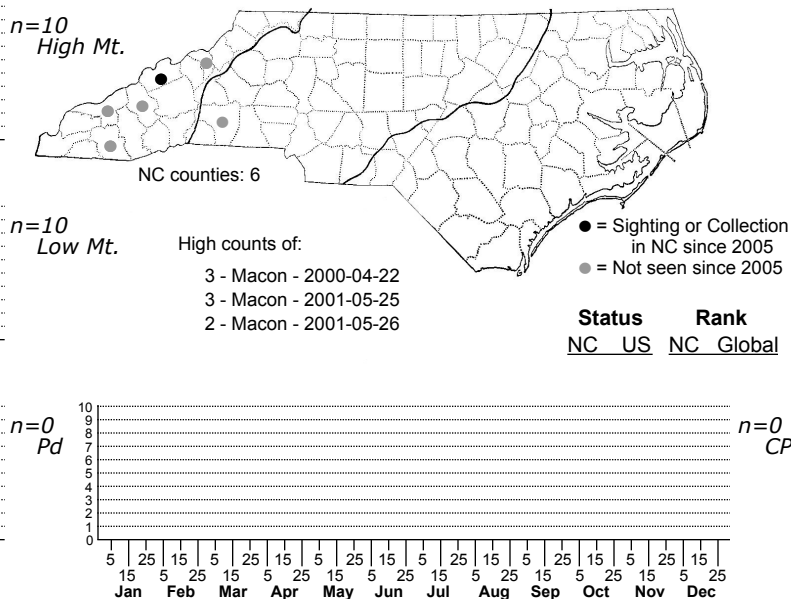 n=10
High Mt.
NC counties: 6
n=10
Low Mt.
High counts of:
3 - Macon - 2000-04-22
3 - Macon - 2001-05-25
2 - Macon - 2001-05-26
= Sighting or Collection
in NC since 2005
= Not seen since 2005
Status Rank
NC US NC Global
n=0
Pd
10
9
8
7
6
5
4
3
2
1
0
n=0
CP
5 25 15 5 25 15 5 25 15 5 25 15 5 25 15 5 25 15
15 5 25 15 5 25 15 5 25 15 5 25 15 5 25 15 5 25
Jan Feb Mar Apr May Jun Jul Aug Sep Oct Nov Dec